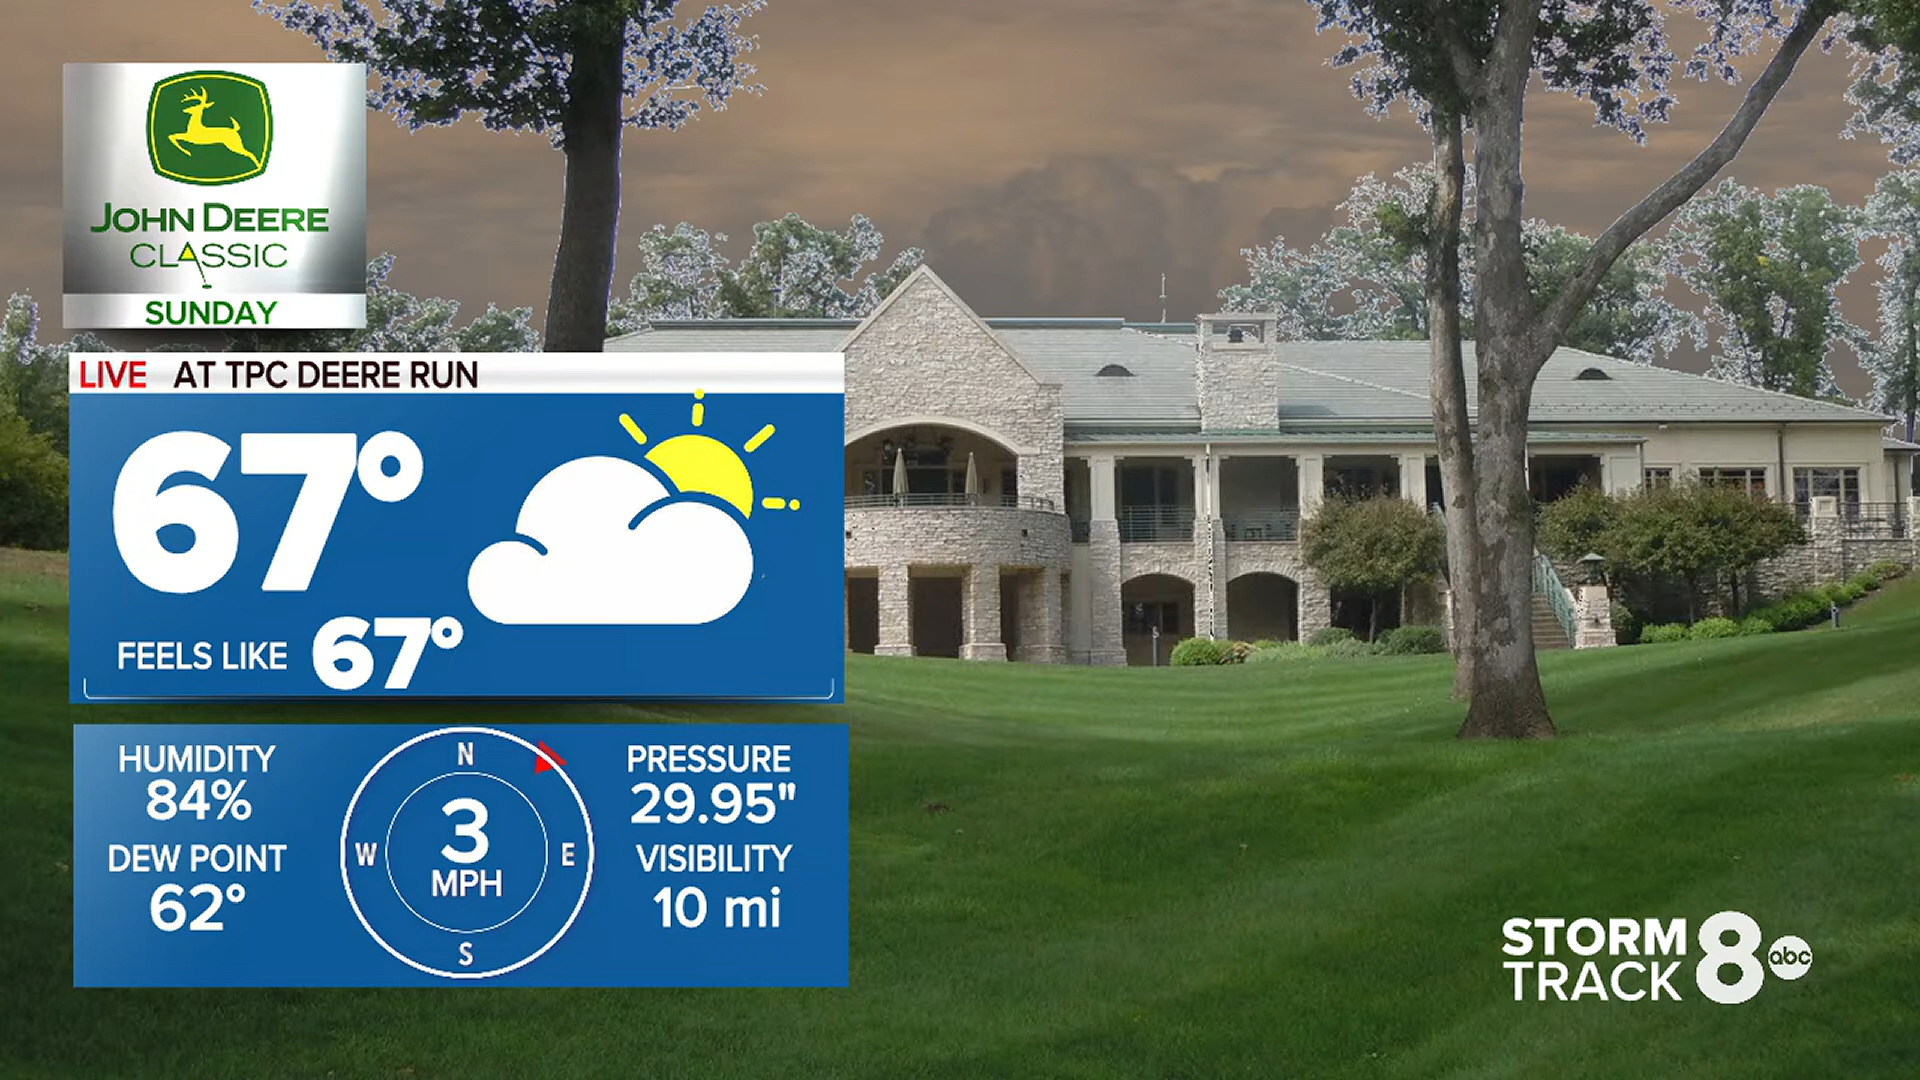 JOHN DEERE
CLASSIC
SUNDAY
LIVE AT TPC DEERE RUN
67°
FEELS LIKE 67°
HUMIDITY
84%
DEW POINT
62°
N
W
E
S
3
MPH
PRESSURE
29.95"
VISIBILITY
10 mi
STORM
TRACK
8
abc